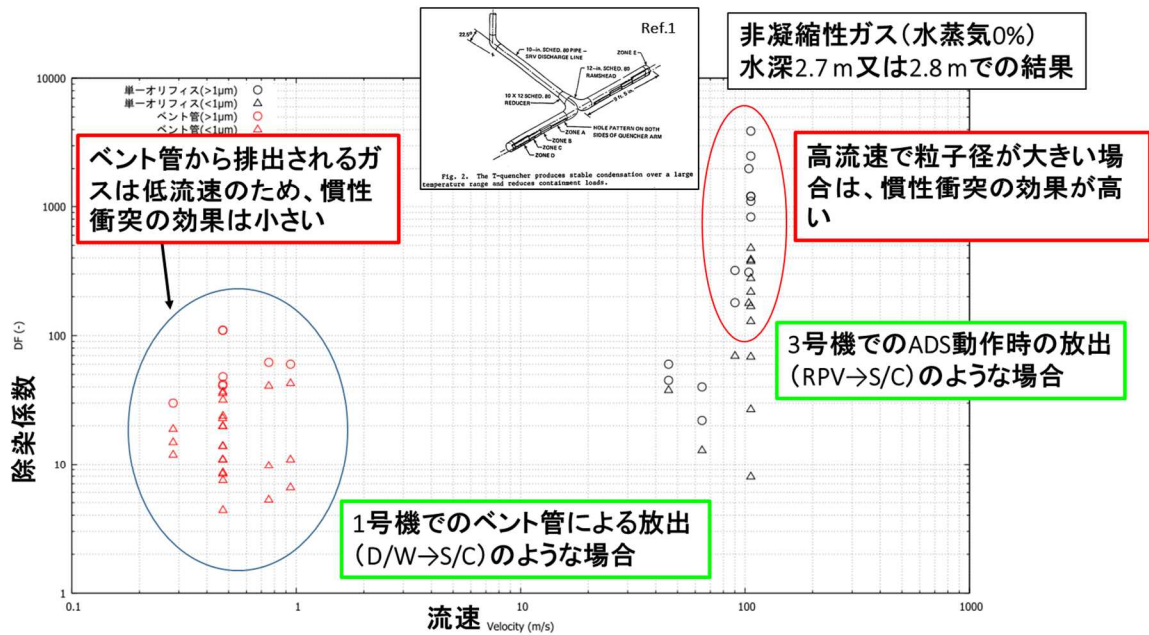 Ref.1
22.5°
10-in. SCHED. 80 PIPE –
SRV DISCHARGE LINE
ZONE E
12-in. SCHED. 80
RAMSHEAD
10 X 12 SCHED. 80
REDUCER
9 ft. 9 in.
ZONE A
ZONE B
ZONE C
ZONE D
HOLE PATTERN ON BOTH
SIDES OF QUENCHER ARM
Fig. 2. The T-quencher produces stable condensation over a large
temperature range and reduces containment loads.
非凝縮性ガス(水蒸気0%)
水深2.7 m又は2.8 mでの結果
単一オリフィス(>1μm)
単一オリフィス(<1μm)
ベント管(>1μm)
ベント管(<1μm)
ベント管から排出されるガ
スは低流速のため、慣性
衝突の効果は小さい
高流速で粒子径が大きい場
合は、慣性衝突の効果が高
い
3号機でのADS動作時の放出
(RPV→S/C)のような場合
1号機でのベント管による放出
(D/W→S/C)のような場合
除染係数
DF (-)
10000
1000
100
10
1
0.1
1
10
100
1000
流速 Velocity (m/s)